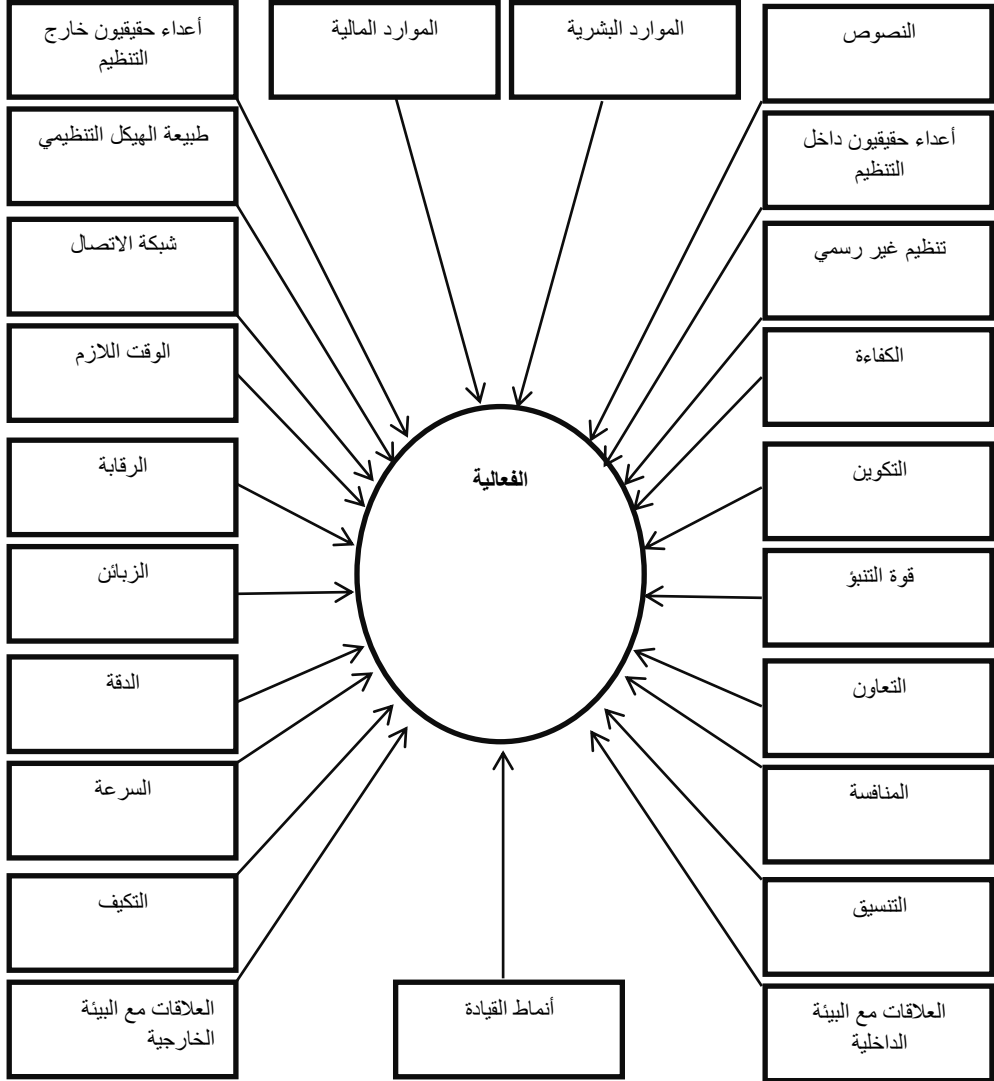 النصوص
الموارد البشرية
الموارد المالية
أعداء حقيقيون خارج
التنظيم
أعداء حقيقيون داخل
التنظيم
طبيعة الهيكل التنظيمي
تنظيم غير رسمي
شبكة الاتصال
الكفاءة
الوقت اللازم
التكوين
الرقابة
الفعالية
قوة التنبؤ
الزبائن
التعاون
الدقة
المنافسة
السرعة
التنسيق
التكيف
العلاقات مع البيئة
الداخلية
أنماط القيادة
العلاقات مع البيئة
الخارجية